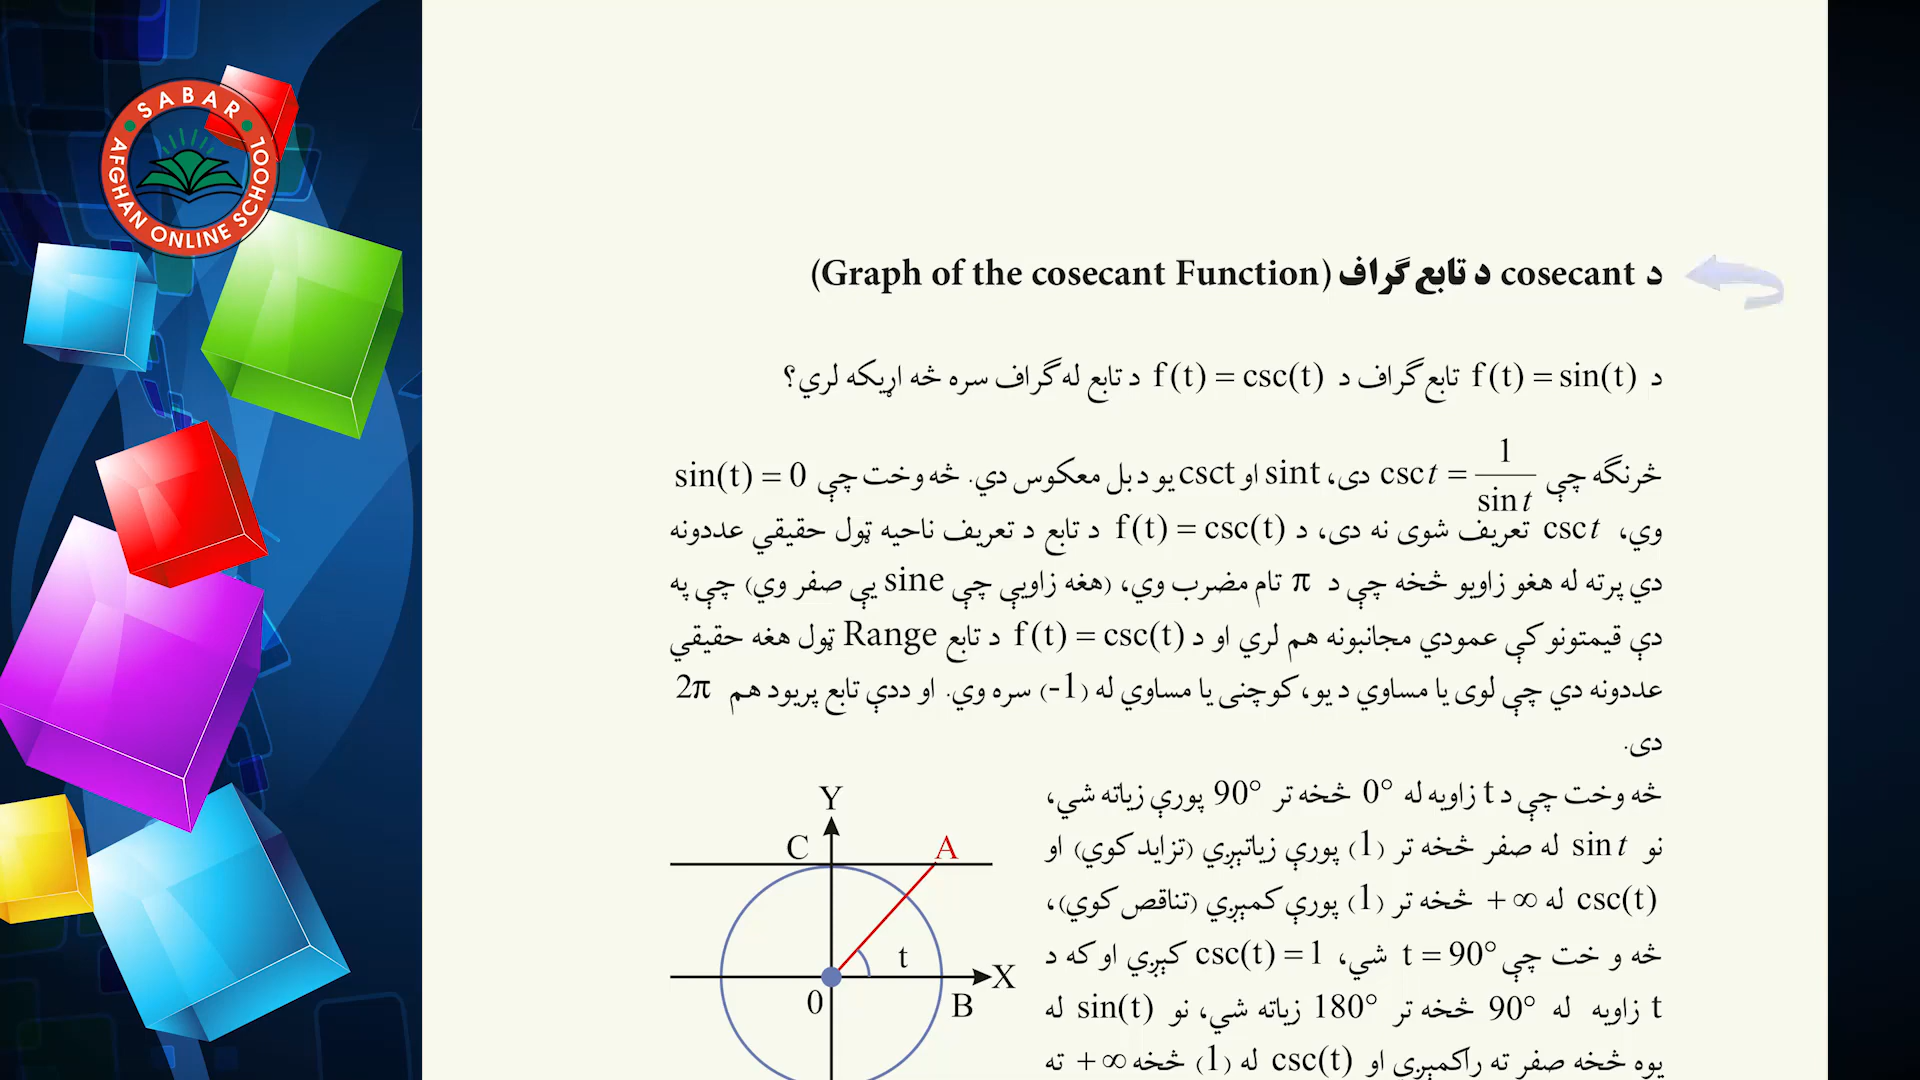 SABAR
AFGHAN ONLINE SCHOOL
د cosecant د تابع گراف (Graph of the cosecant Function)
د f(t) = sin(t) تابع گراف د f(t) = csc(t) د تابع له گراف سره څه اړيکه لري؟
څرنگه چې csc t = 1/sin t دی، sint او csct يو د بل معکوس دي. څه وخت چې sin(t) = 0
وي، csc t تعريف شوی نه دی، د f(t) = csc(t) د تابع د تعريف ناحيه ټول حقيقي عددونه
دي پرته له هغو زاويو څخه چې د π تام مضرب وي، (هغه زاويې چې sine يې صفر وي) چې په
دې قيمتونو کې عمودي مجانبونه هم لري او د f(t) = csc(t) د تابع Range ټول هغه حقيقي
عددونه دي چې لوی يا مساوي د يو، کوچنی يا مساوي له (-1) سره وي. او ددې تابع پريود هم 2π
دی.
څه وخت چې د t زاويه له 0° څخه تر 90° پورې زياته شي،
نو sin t له صفر څخه تر (1) پورې زياتېږي (تزايد کوي) او
csc(t) له +∞ څخه تر (1) پورې کمېږي (تناقص کوي)،
څه و خت چې t = 90° شي، csc(t) = 1 کېږي او که د
t زاويه له 90° څخه تر 180° زياته شي، نو sin(t) له
يوه څخه صفر ته راکمېږي او csc(t) له (1) څخه +∞ ته
Y
C
A
t
X
0
B